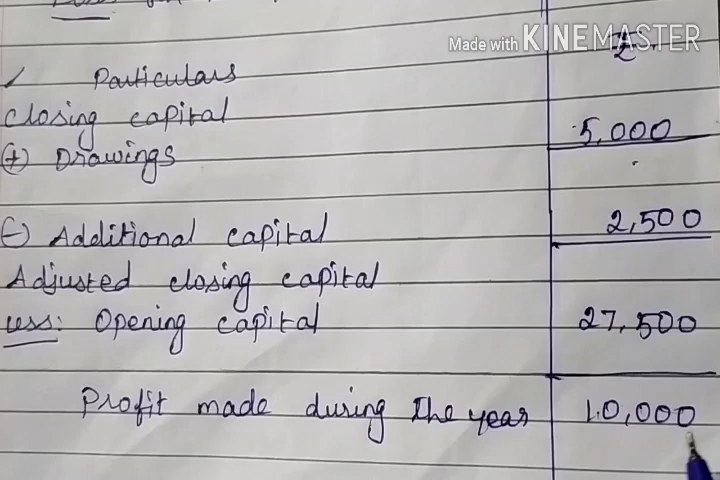 Made with KINEMASTER
Particulars
Closing capital
(+) Drawings 5,000
(-) Additional capital 2,500
Adjusted closing capital
Less: Opening capital 27,500
Profit made during the year 10,000